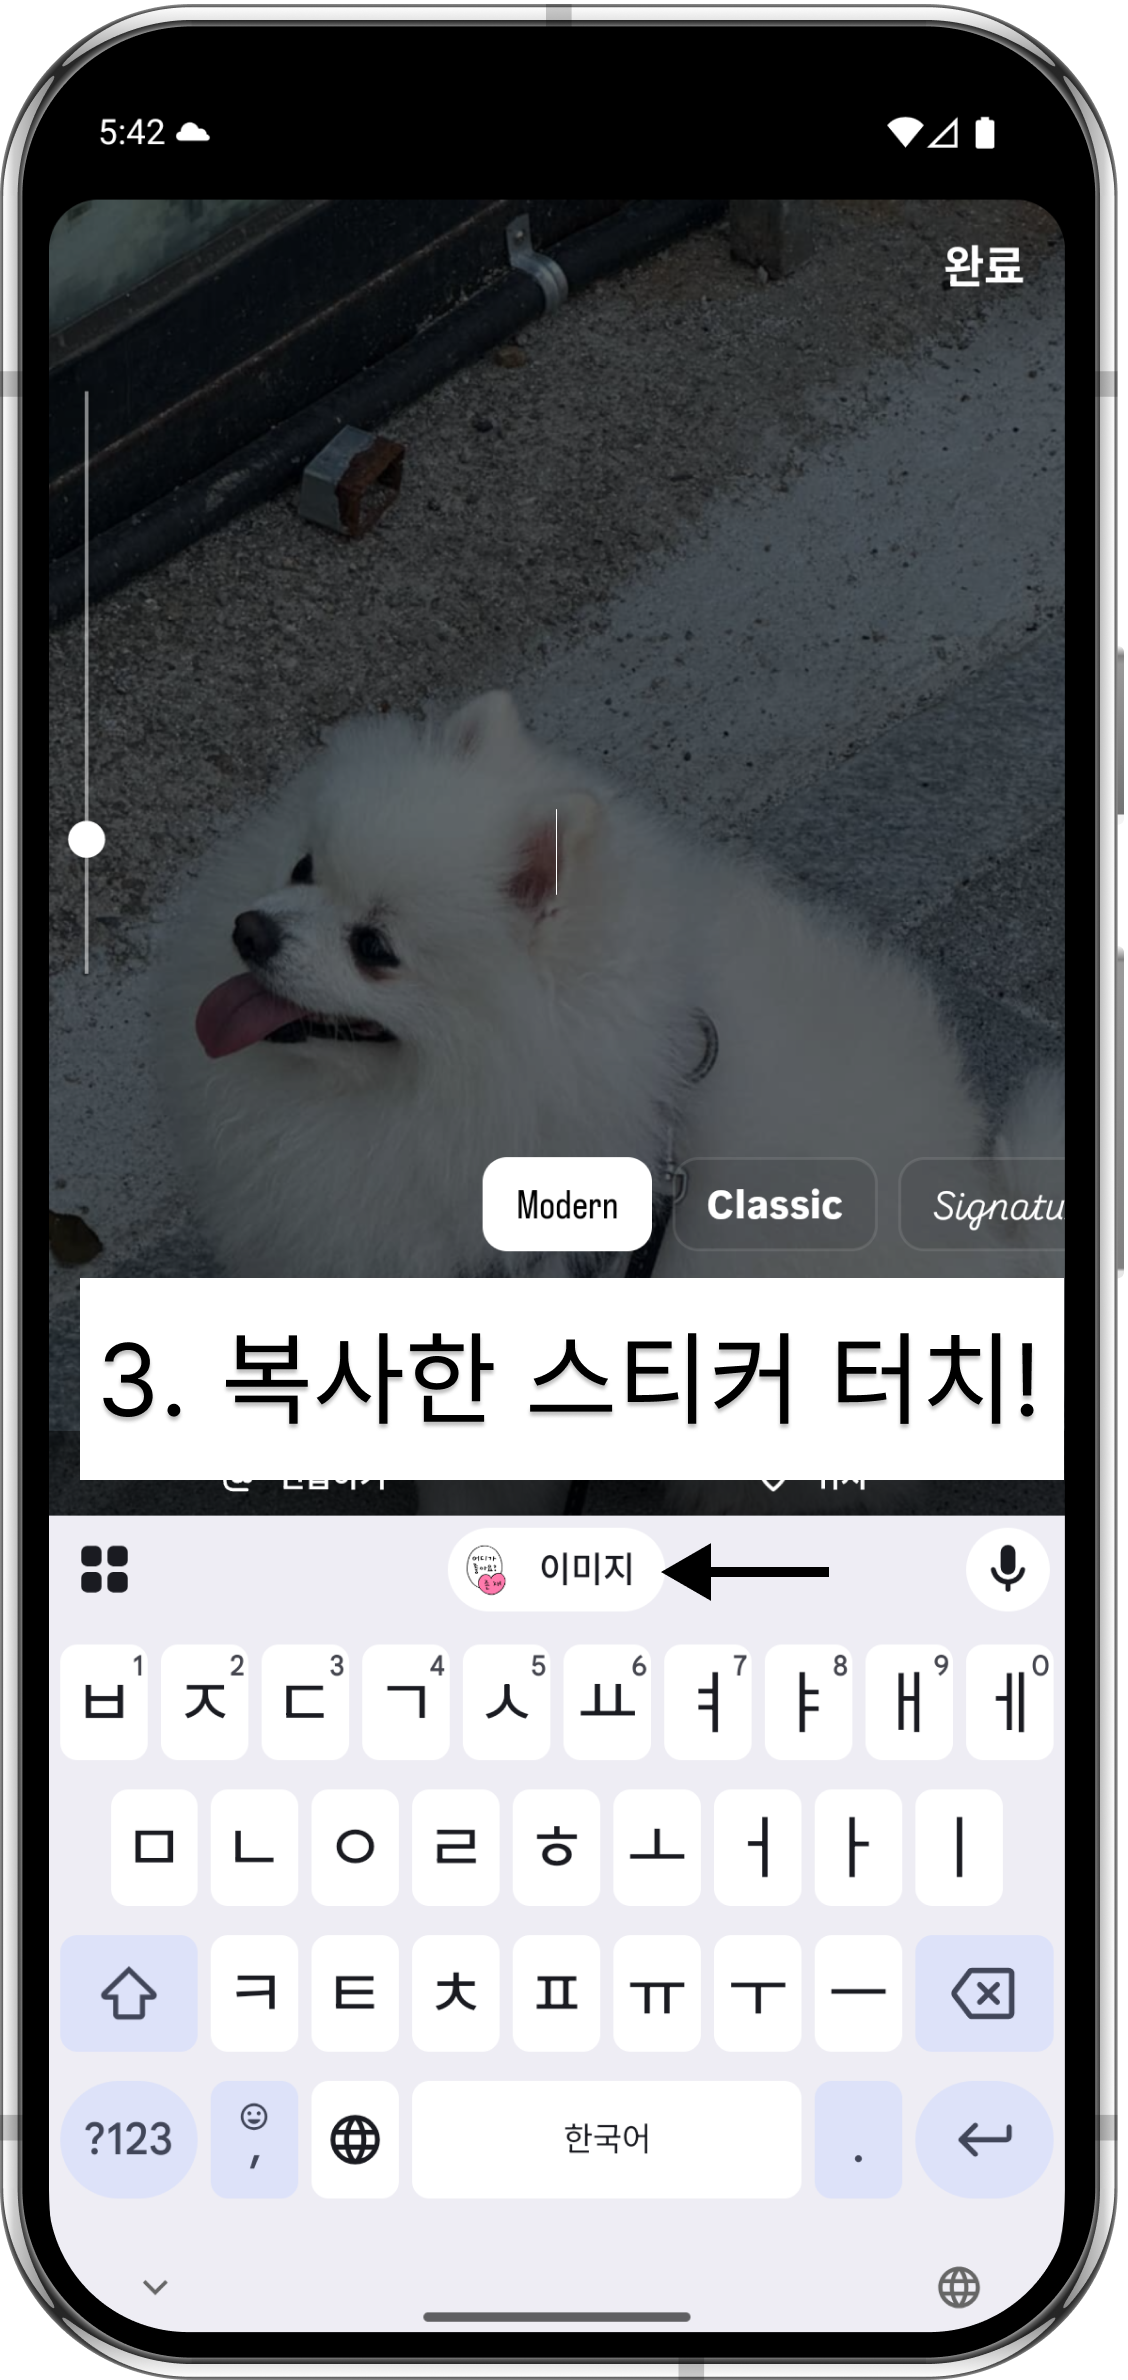 5:42
완료
Modern
Classic
Signatu
3. 복사한 스티커 터치!
이미지
1 2 3 4 5 6 7 8 9 0
ㅂ ㅈ ㄷ ㄱ ㅅ ㅛ ㅕ ㅑ ㅐ ㅔ
ㅁ ㄴ ㅇ ㄹ ㅎ ㅗ ㅓ ㅏ ㅣ
ㅋ ㅌ ㅊ ㅍ ㅠ ㅜ ㅡ
?123 , 한국어 .